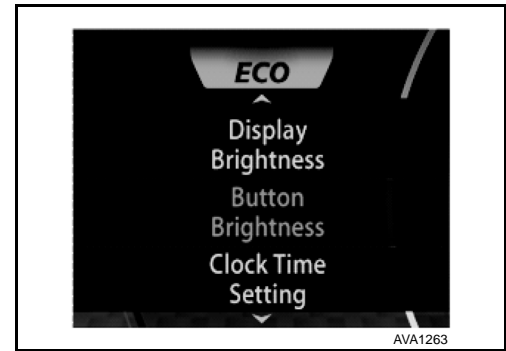 ECO
Display
Brightness
Button
Brightness
Clock Time
Setting
AVA1263